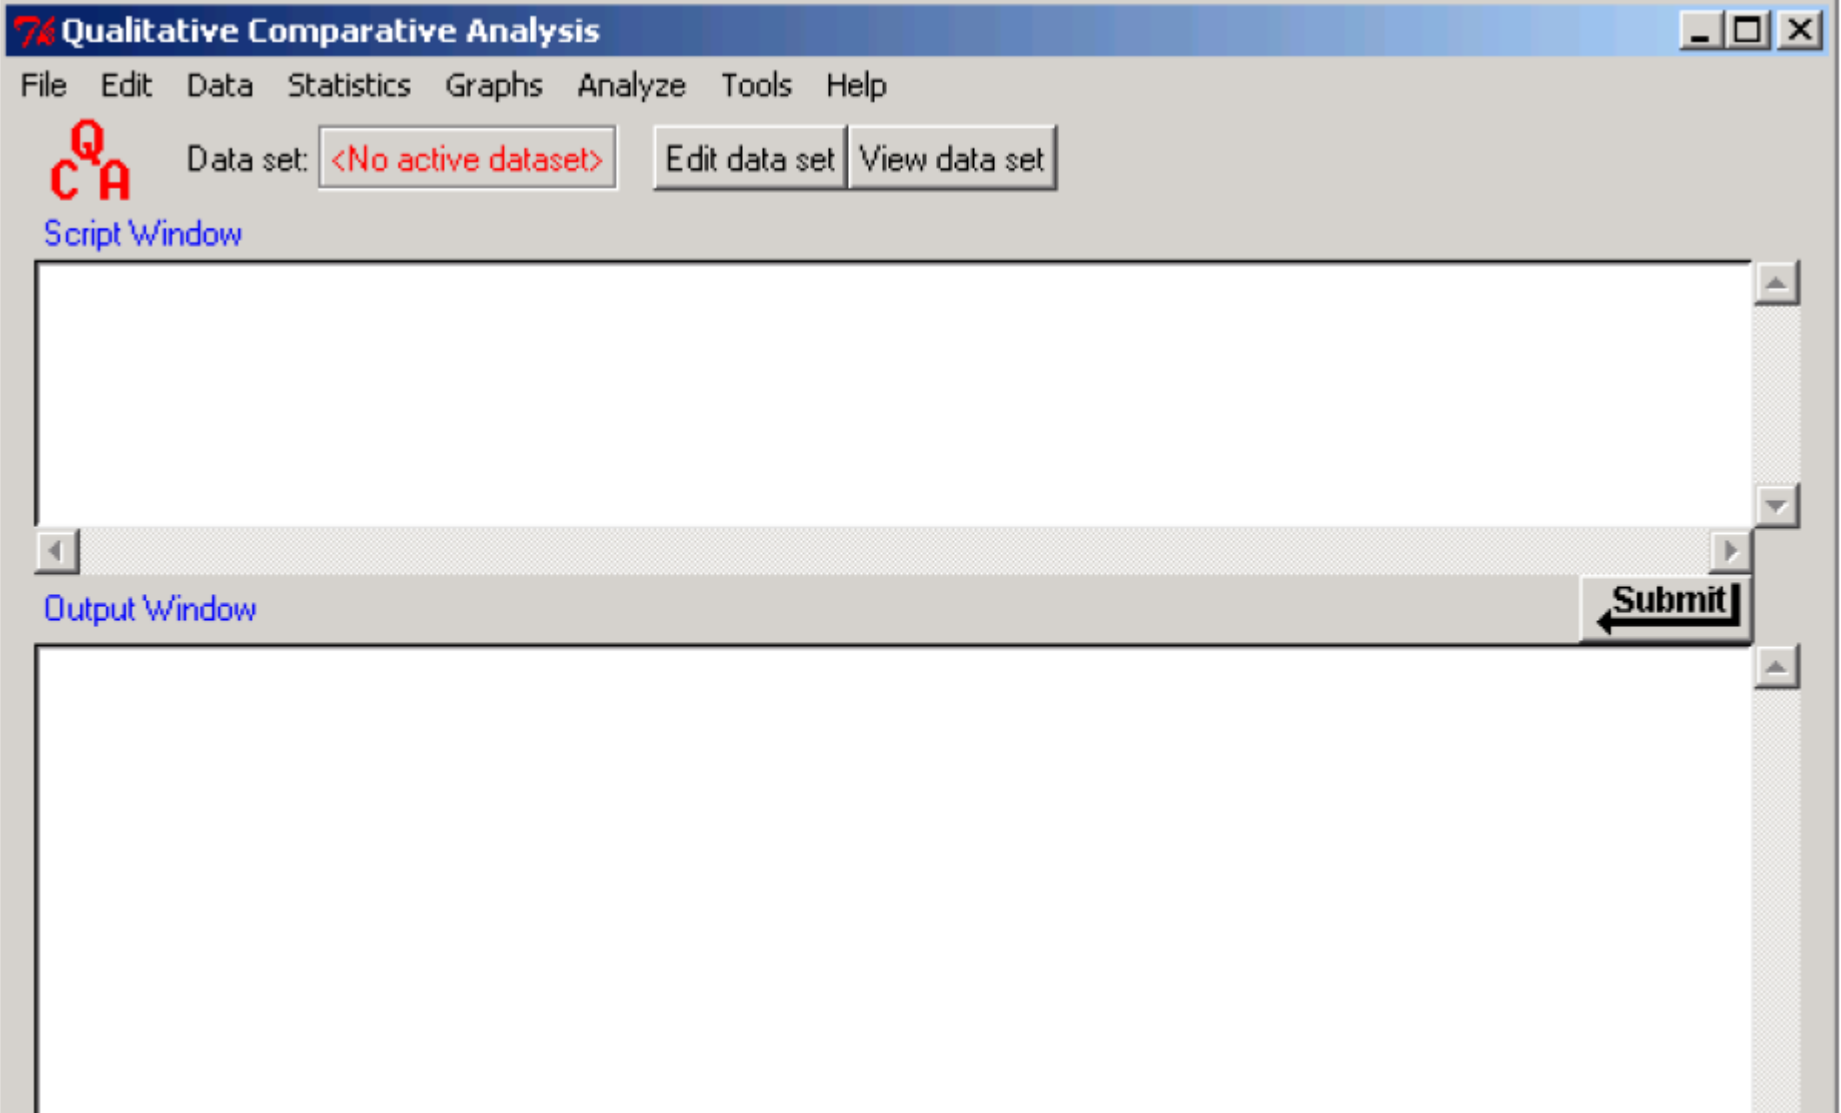 Qualitative Comparative Analysis
File Edit Data Statistics Graphs Analyze Tools Help
QCA
Data set: <No active dataset> Edit data set View data set
Script Window
Output Window
Submit